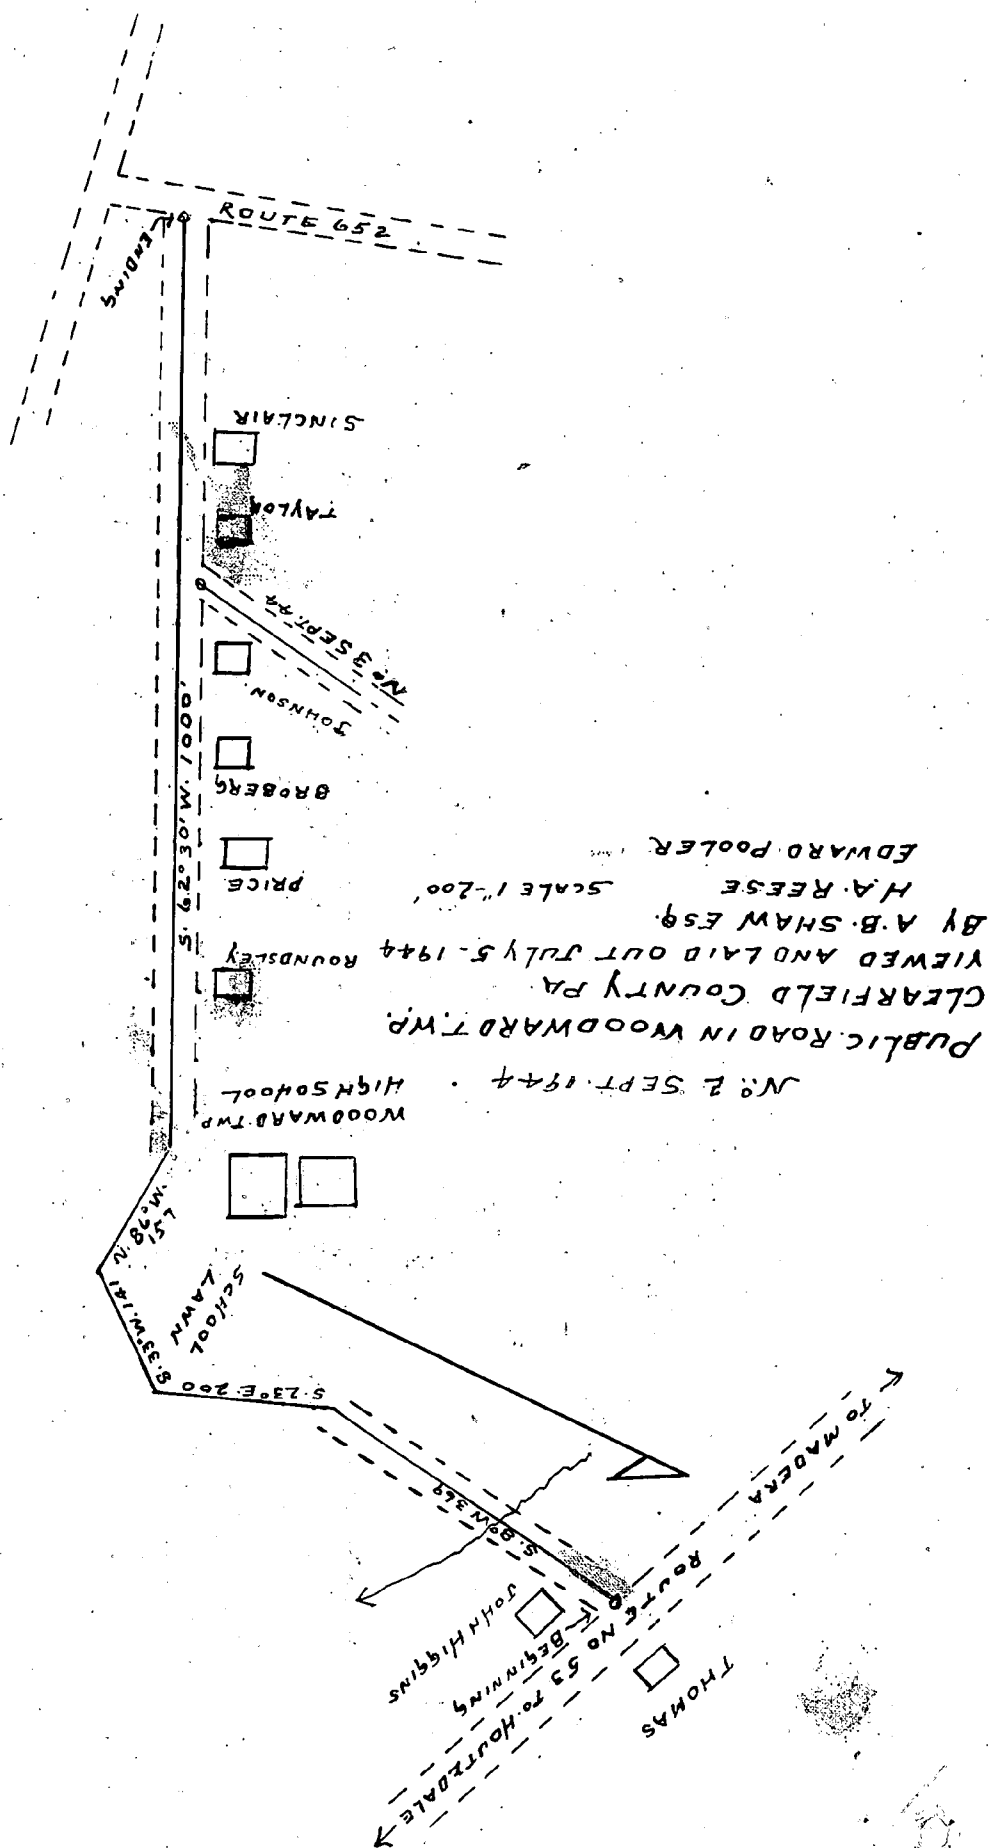 THOMAS
ROUTE NO 53 TO HOUTZDALE
TO MADERA
BEGINNING
JOHN HIGGINS
S. 8° W 369
S. 23° E. 200
S. 33° W. 141
N. 86° W.
157
SCHOOL
LAWN
WOODWARD TWP
HIGH SCHOOL
No. 2 SEPT. 1944
PUBLIC ROAD IN WOODWARD TWP.
CLEARFIELD COUNTY PA.
VIEWED AND LAID OUT JULY 5-1944
BY A.B. SHAW ESQ.
H.A. REESE
EDWARD POOLER
SCALE 1"-200'
ROUNDSLEY
PRICE
BROBERG
JOHNSON
No 3 SEPT. 44
TAYLOR
SINCLAIR
S. 62° 30' W. 1000'
ENDING
ROUTE 652